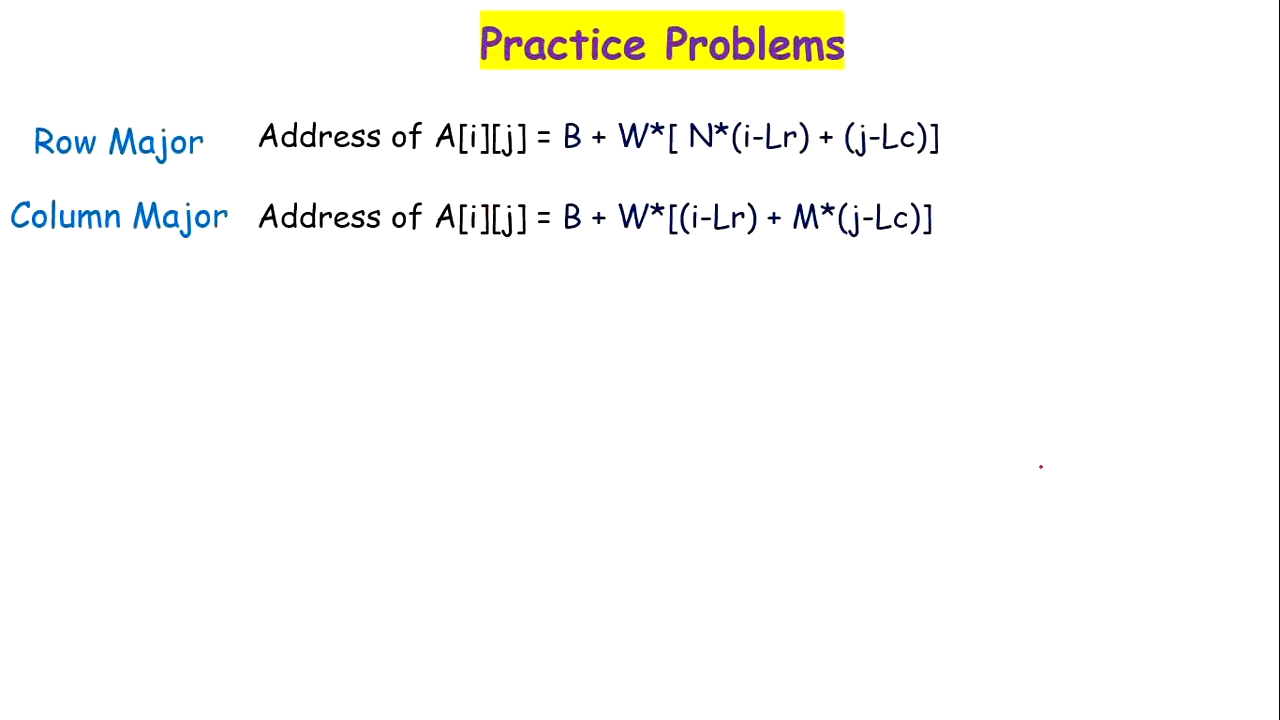 Practice Problems
Row Major Address of A[i][j] = B + W*[ N*(i-Lr) + (j-Lc)]
Column Major Address of A[i][j] = B + W*[(i-Lr) + M*(j-Lc)]